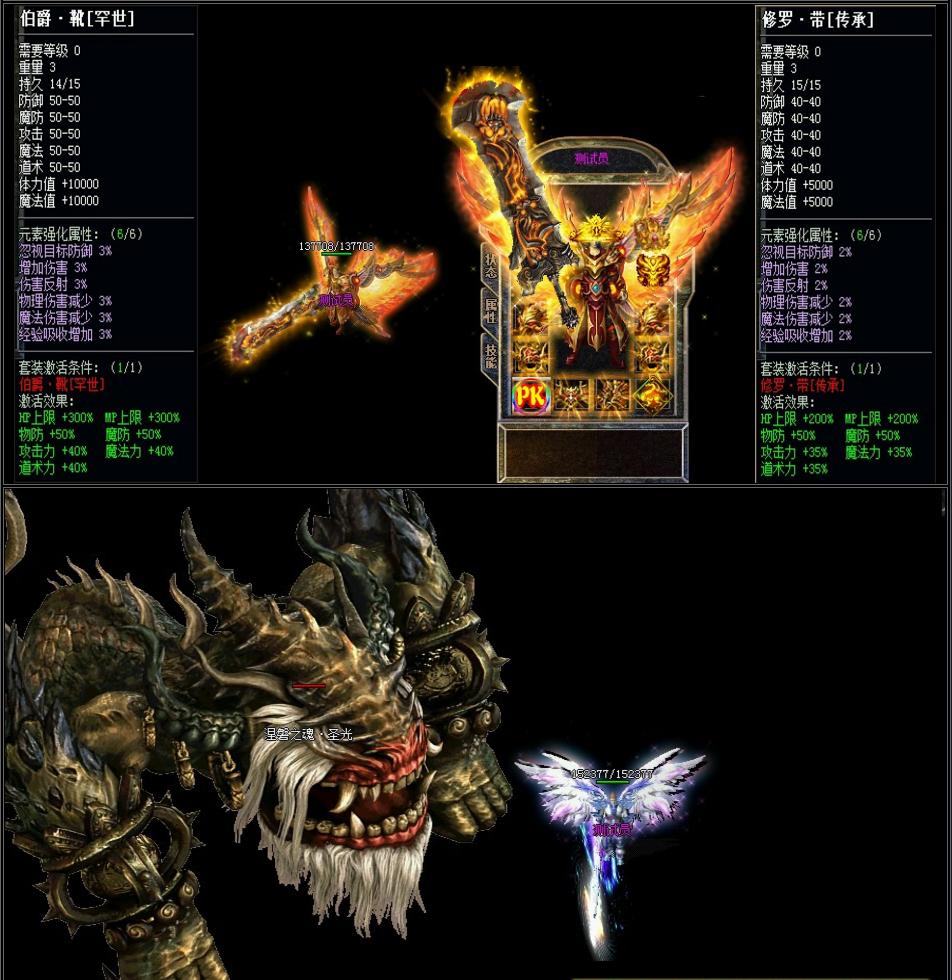 伯爵·靴[罕世]
需要等级 0
重量 3
持久 14/15
防御 50-50
魔防 50-50
攻击 50-50
魔法 50-50
道术 50-50
体力值 +10000
魔法值 +10000
元素强化属性: (6/6)
忽视目标防御 3%
增加伤害 3%
伤害反射 3%
物理伤害减少 3%
魔法伤害减少 3%
经验吸收增加 3%
套装激活条件: (1/1)
伯爵·靴[罕世]
激活效果:
HP上限 +300% MP上限 +300%
物防 +50% 魔防 +50%
攻击力 +40% 魔法力 +40%
道术力 +40%
137708/137708
测试员
测试员
状态
属性
技能
PK
修罗·带[传承]
需要等级 0
重量 3
持久 15/15
防御 40-40
魔防 40-40
攻击 40-40
魔法 40-40
道术 40-40
体力值 +5000
魔法值 +5000
元素强化属性: (6/6)
忽视目标防御 2%
增加伤害 2%
伤害反射 2%
物理伤害减少 2%
魔法伤害减少 2%
经验吸收增加 2%
套装激活条件: (1/1)
修罗·带[传承]
激活效果:
HP上限 +200% MP上限 +200%
物防 +50% 魔防 +50%
攻击力 +35% 魔法力 +35%
道术力 +35%
涅磐之魂·圣光
152377/152377
测试员